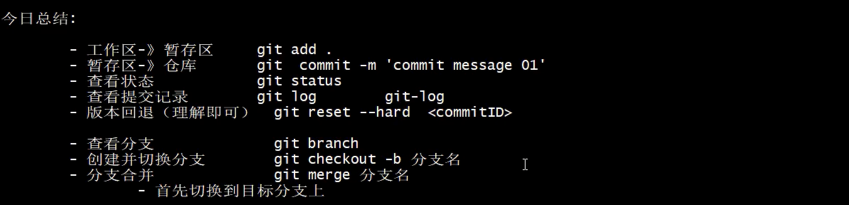 今日总结:
- 工作区-》暂存区 git add .
- 暂存区-》仓库 git commit -m 'commit message 01'
- 查看状态 git status
- 查看提交记录 git log git-log
- 版本回退（理解即可） git reset --hard <commitID>
- 查看分支 git branch
- 创建并切换分支 git checkout -b 分支名
- 分支合并 git merge 分支名
- 首先切换到目标分支上